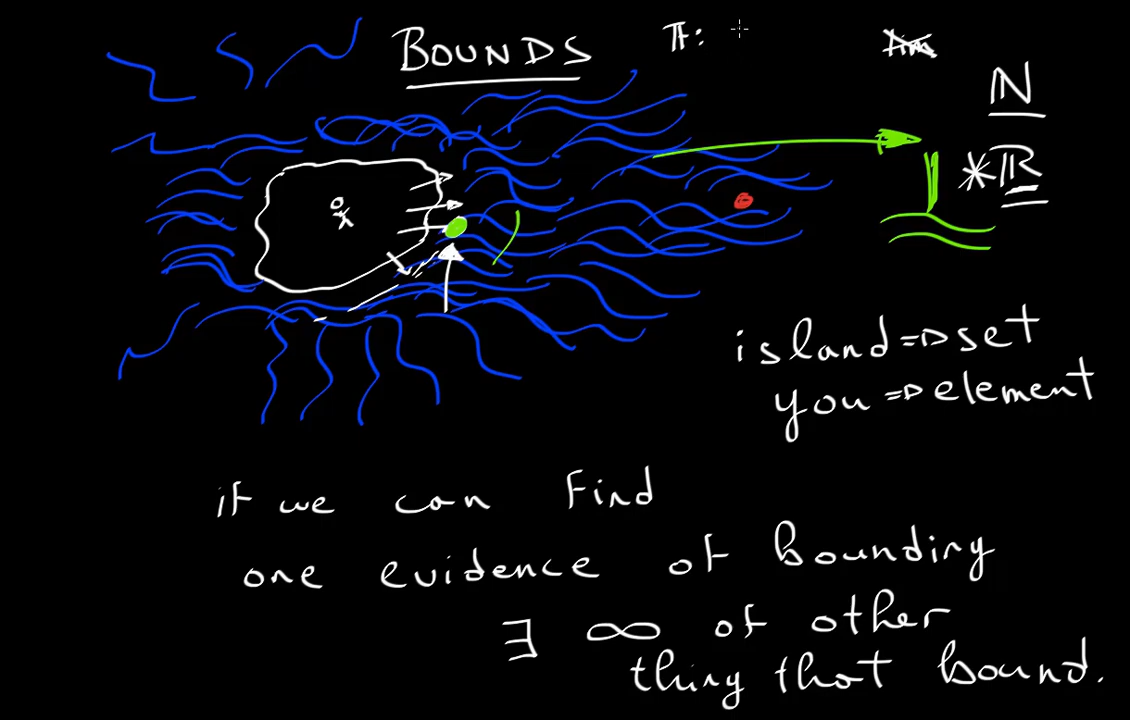 BOUNDS
π:
ℕ
*ℝ
island => set
you => element
if we can find
one evidence of bounding
∃ ∞ of other
thing that bound.